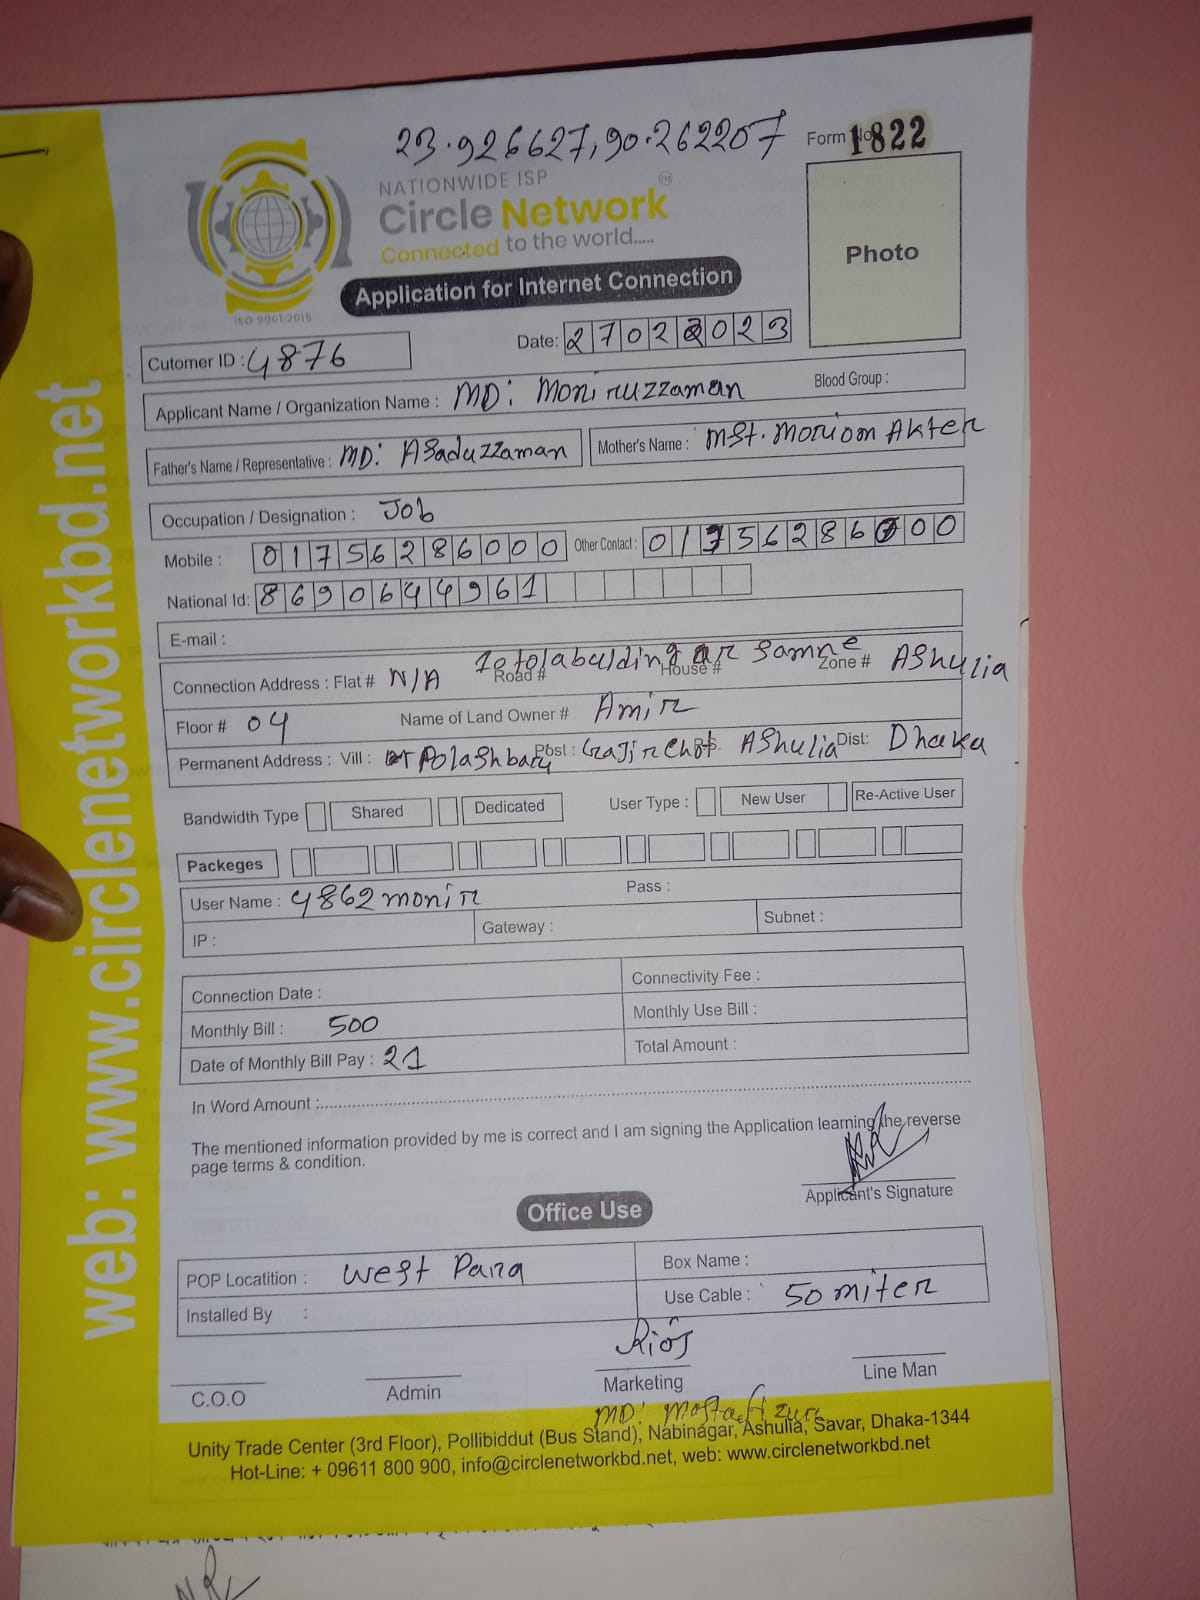 23.926627,90.262207
Form No 1822
NATIONWIDE ISP
Circle Network
Connected to the world.....
ISO 9001:2015
Photo
Application for Internet Connection
Date: 27022023
Cutomer ID : 4876
Applicant Name / Organization Name : MD: Moniruzzaman Blood Group :
Father's Name / Representative : MD: ASaduzzaman Mother's Name : MSt. Moriom Akter
Occupation / Designation : Job
Mobile : 01756286000 Other Contact : 01756286000
National Id: 8690644961
E-mail :
Connection Address : Flat # N/A Road # House # Samne Zone # AShulia
Floor # 04 Name of Land Owner # Amir
Permanent Address : Vill : Polashbary Post : GaJirchot P.S. AShulia Dist: Dhaka
Bandwidth Type Shared Dedicated User Type : New User Re-Active User
Packeges
User Name : 4862monir Pass :
IP : Gateway : Subnet :
Connection Date : Connectivity Fee :
Monthly Bill : 500 Monthly Use Bill :
Date of Monthly Bill Pay : 21 Total Amount :
In Word Amount :
The mentioned information provided by me is correct and I am signing the Application learning the reverse
page terms & condition.
Applicant's Signature
Office Use
POP Locatition : West Para Box Name :
Installed By : Use Cable : 50 miter
C.O.O Admin Marketing Line Man
MD: Mostafizur
Unity Trade Center (3rd Floor), Pollibiddut (Bus Stand), Nabinagar, Ashulia, Savar, Dhaka-1344
Hot-Line: + 09611 800 900, info@circlenetworkbd.net, web: www.circlenetworkbd.net
web: www.circlenetworkbd.net